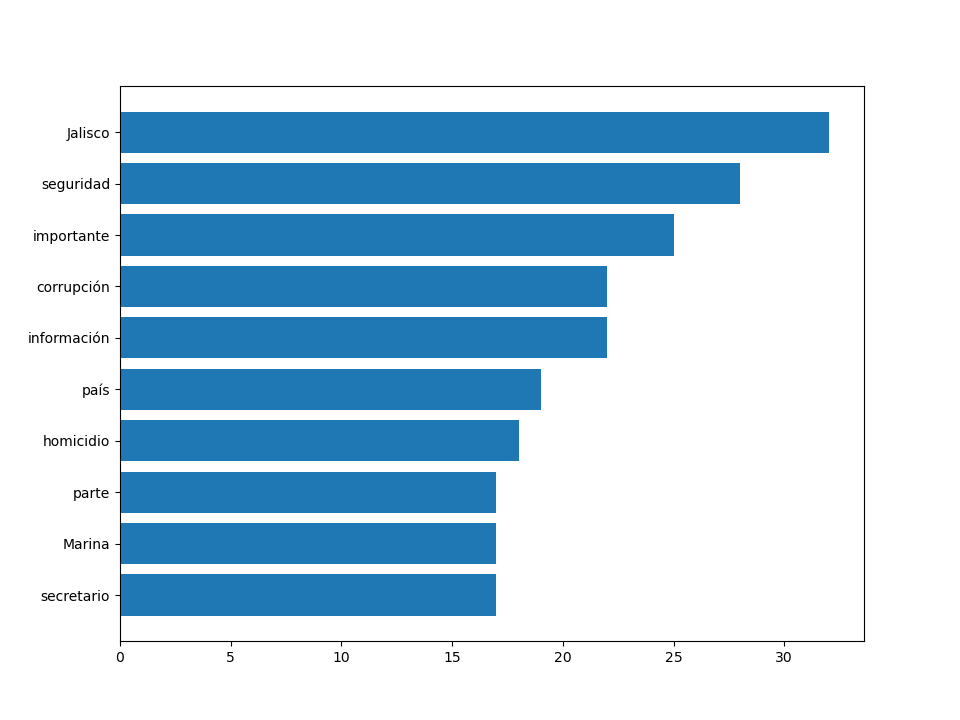 Jalisco
seguridad
importante
corrupción
información
país
homicidio
parte
Marina
secretario
0 5 10 15 20 25 30